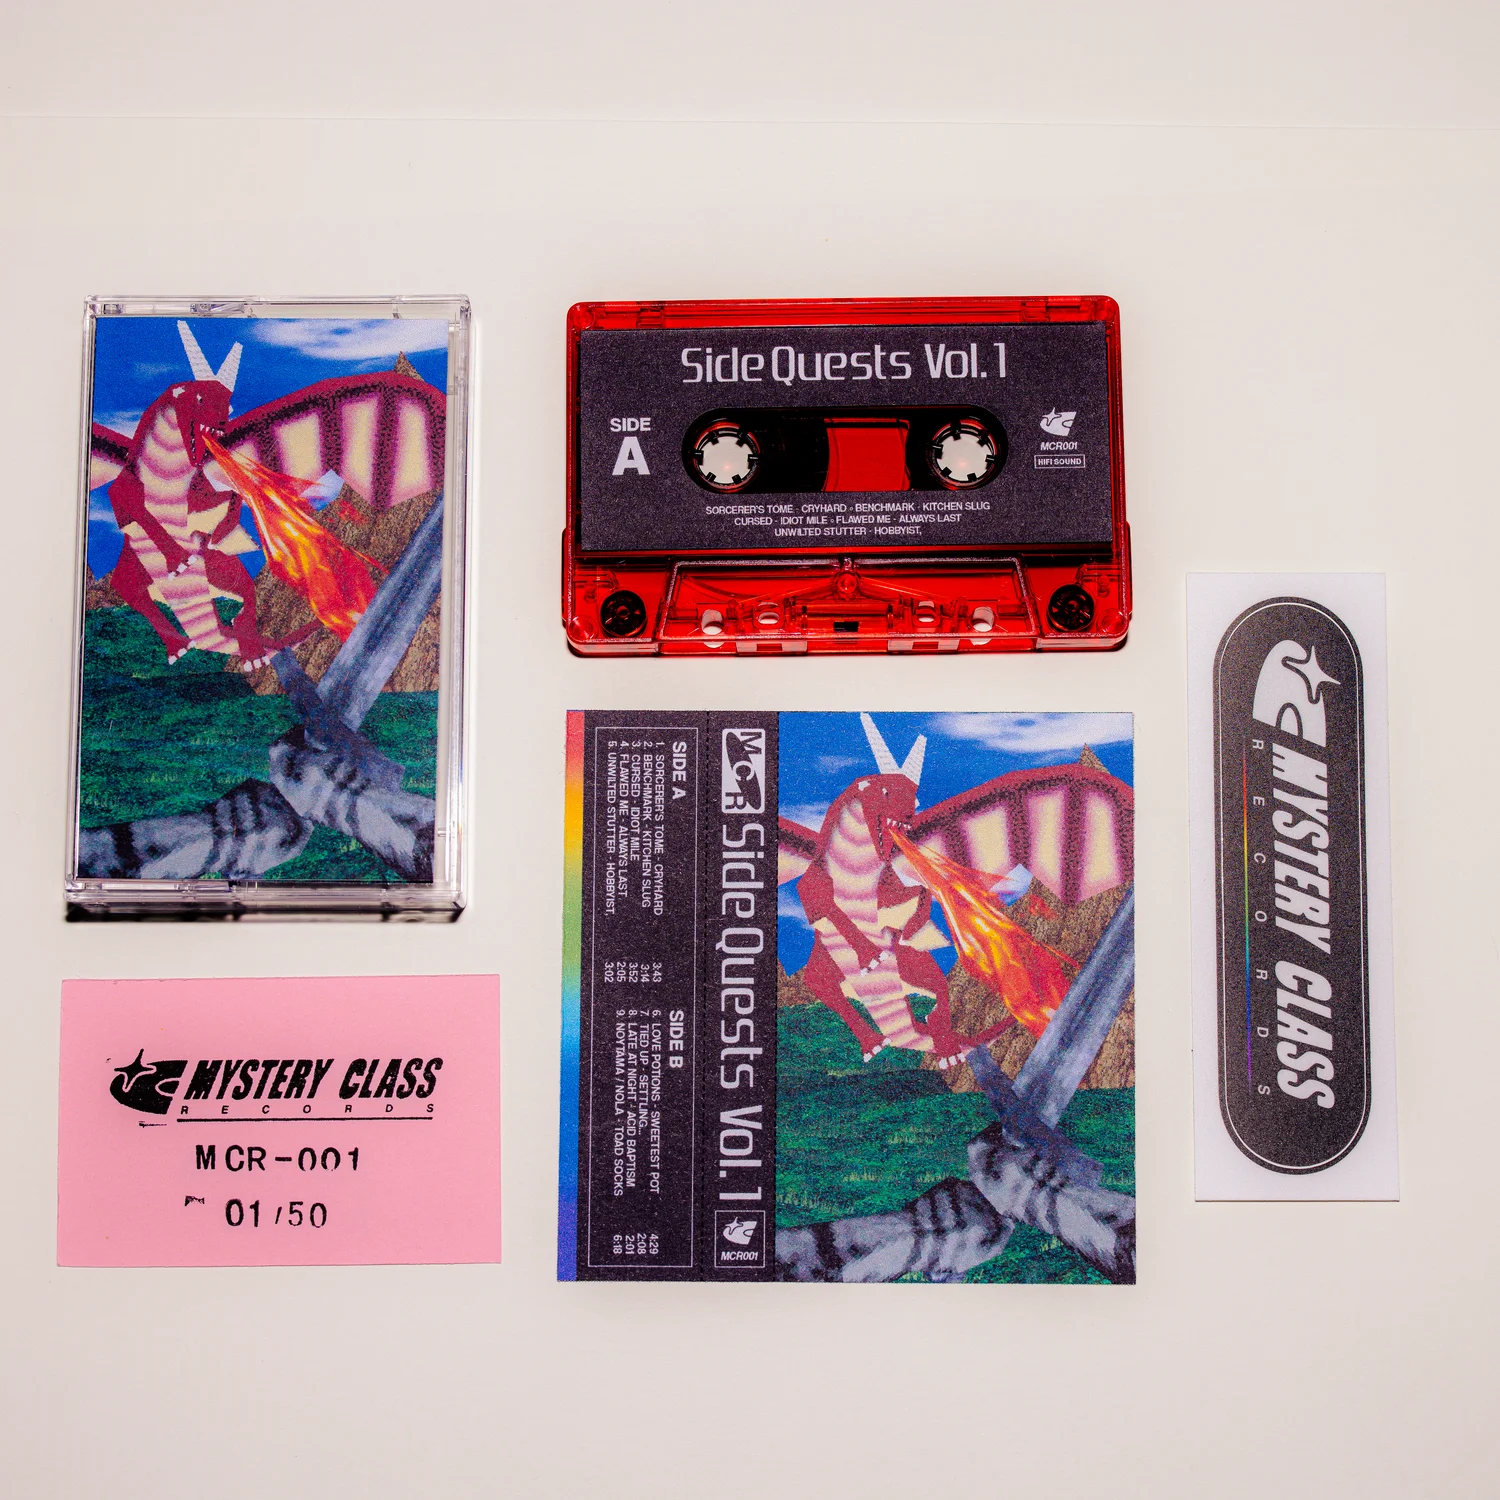 Side Quests Vol.1
SIDE
A
MCR001
HIFI SOUND
SORCERER'S TOME · CRYHARD · BENCHMARK · KITCHEN SLUG
CURSED · IDIOT MILE · FLAWED ME · ALWAYS LAST
UNWILTED STUTTER · HOBBYIST,
MYSTERY CLASS
RECORDS
MCR-001
01/50
MCR Side Quests Vol.1
MCR001
SIDE A
1. SORCERER'S TOME · CRYHARD 3:43
2. BENCHMARK · KITCHEN SLUG 3:14
3. CURSED · IDIOT MILE 3:52
4. FLAWED ME · ALWAYS LAST 2:05
5. UNWILTED STUTTER · HOBBYIST, 3:02
SIDE B
6. LOVE POTIONS · SWEETEST POT 4:29
7. TIED UP · SETTLING... 2:08
8. LATE AT NIGHT · ACID BAPTISM 2:01
9. NOYTAMA / NOLA · TOAD SOCKS 6:18
MYSTERY CLASS
RECORDS